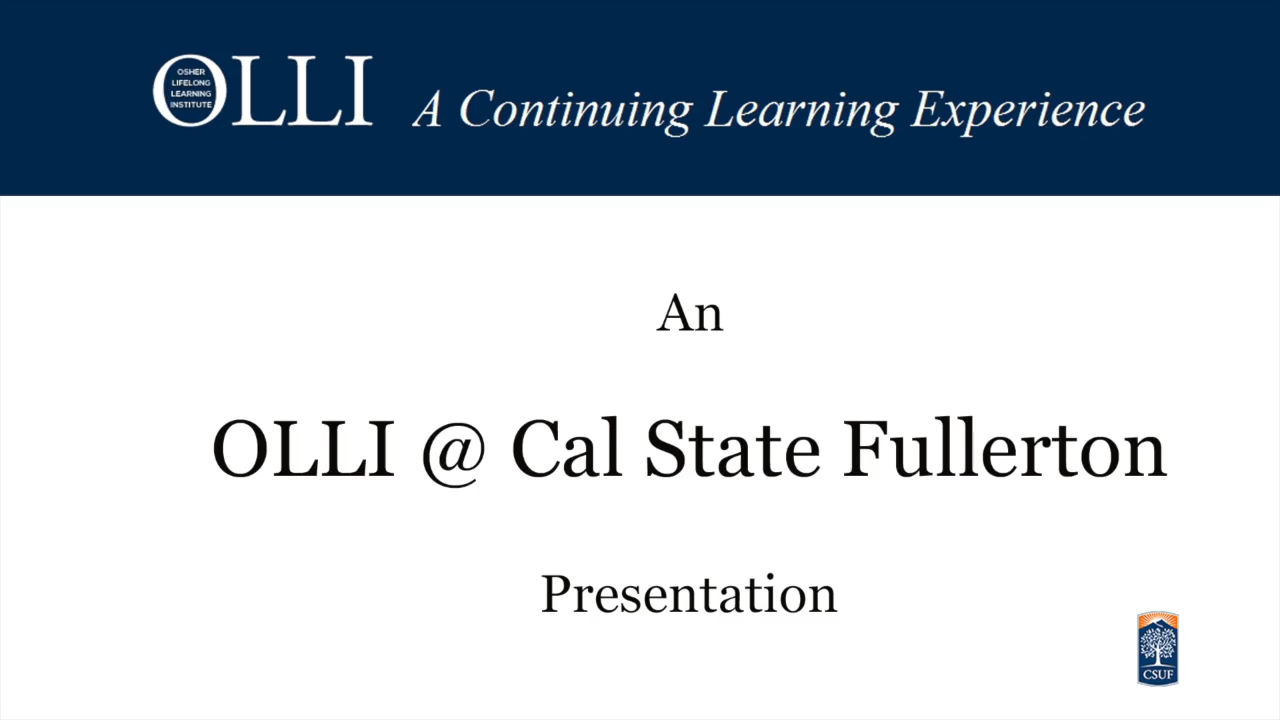 OLLI
OSHER
LIFELONG
LEARNING
INSTITUTE
A Continuing Learning Experience
An
OLLI @ Cal State Fullerton
Presentation
CSUF